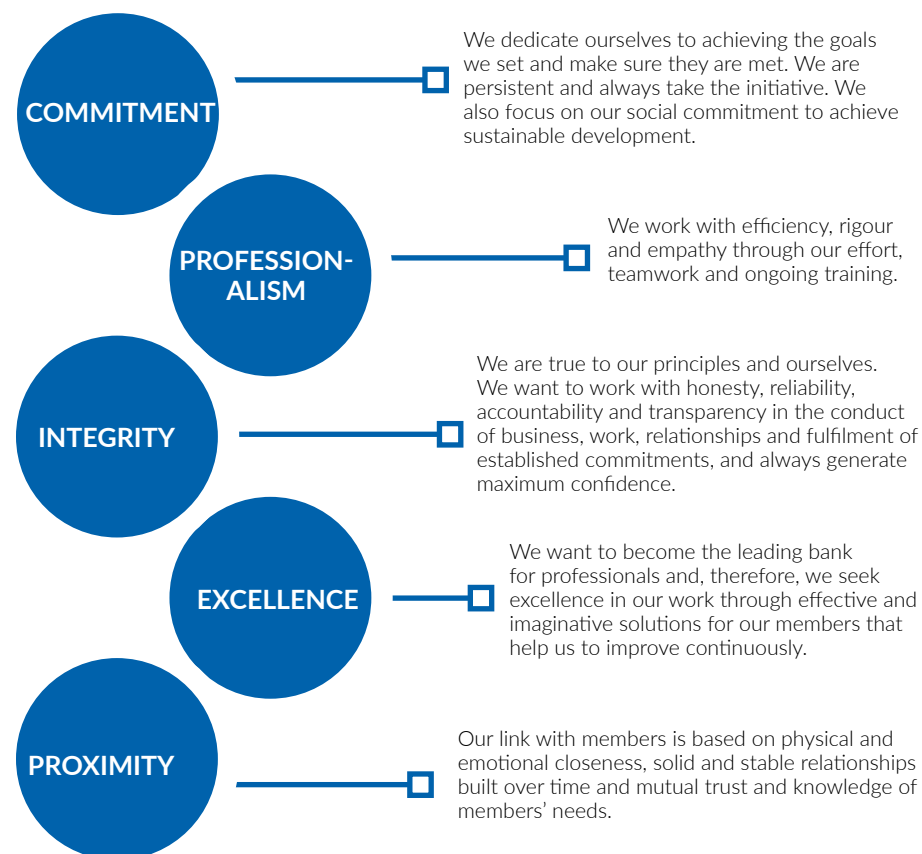 COMMITMENT
We dedicate ourselves to achieving the goals
we set and make sure they are met. We are
persistent and always take the initiative. We
also focus on our social commitment to achieve
sustainable development.
PROFESSION-
ALISM
We work with efficiency, rigour
and empathy through our effort,
teamwork and ongoing training.
INTEGRITY
We are true to our principles and ourselves.
We want to work with honesty, reliability,
accountability and transparency in the conduct
of business, work, relationships and fulfilment of
established commitments, and always generate
maximum confidence.
EXCELLENCE
We want to become the leading bank
for professionals and, therefore, we seek
excellence in our work through effective and
imaginative solutions for our members that
help us to improve continuously.
PROXIMITY
Our link with members is based on physical and
emotional closeness, solid and stable relationships
built over time and mutual trust and knowledge of
members’ needs.